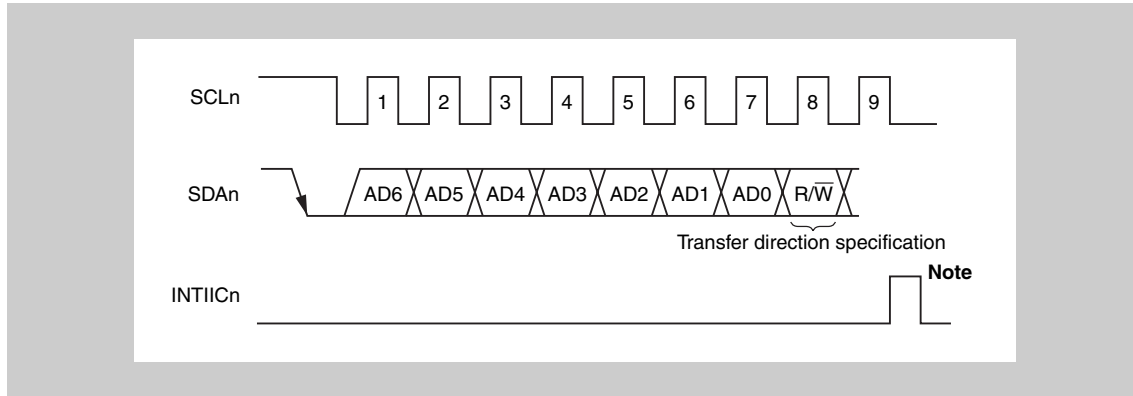 SCLn 1 2 3 4 5 6 7 8 9
SDAn AD6 AD5 AD4 AD3 AD2 AD1 AD0 R/W̅
Transfer direction specification
Note
INTIICn